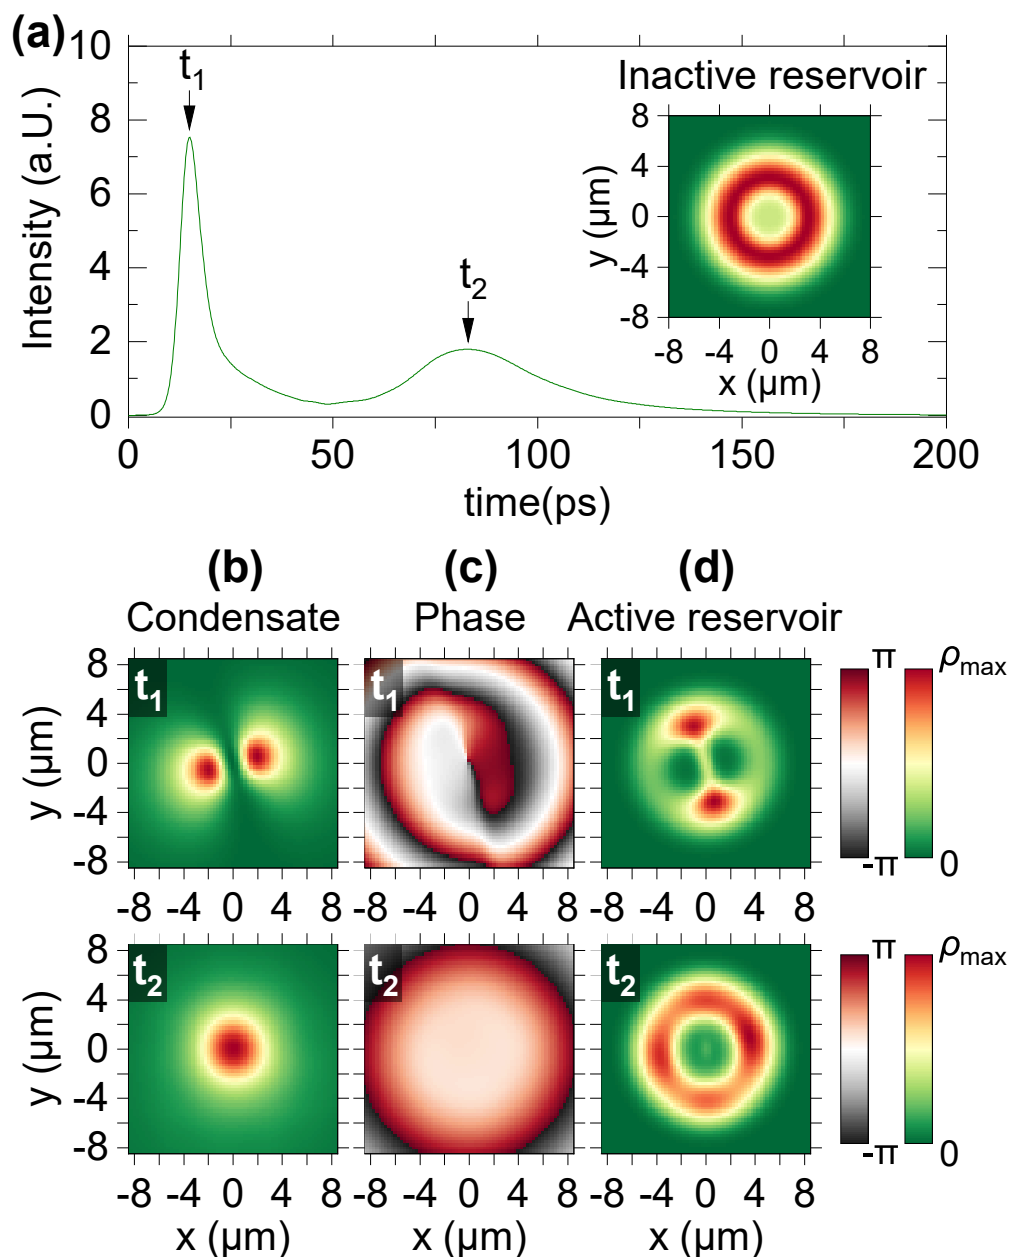 (a)
10
8
6
4
2
0
Intensity (a.U.)
t1
t2
0 50 100 150 200
time(ps)
Inactive reservoir
8
4
0
-4
-8
y (μm)
-8 -4 0 4 8
x (μm)
(b) (c) (d)
Condensate Phase Active reservoir
t1 t1 t1
8
4
0
-4
-8
y (μm)
-8 -4 0 4 8 -8 -4 0 4 8 -8 -4 0 4 8
π ρmax
-π 0
t2 t2 t2
8
4
0
-4
-8
y (μm)
-8 -4 0 4 8 -8 -4 0 4 8 -8 -4 0 4 8
x (μm) x (μm) x (μm)
π ρmax
-π 0